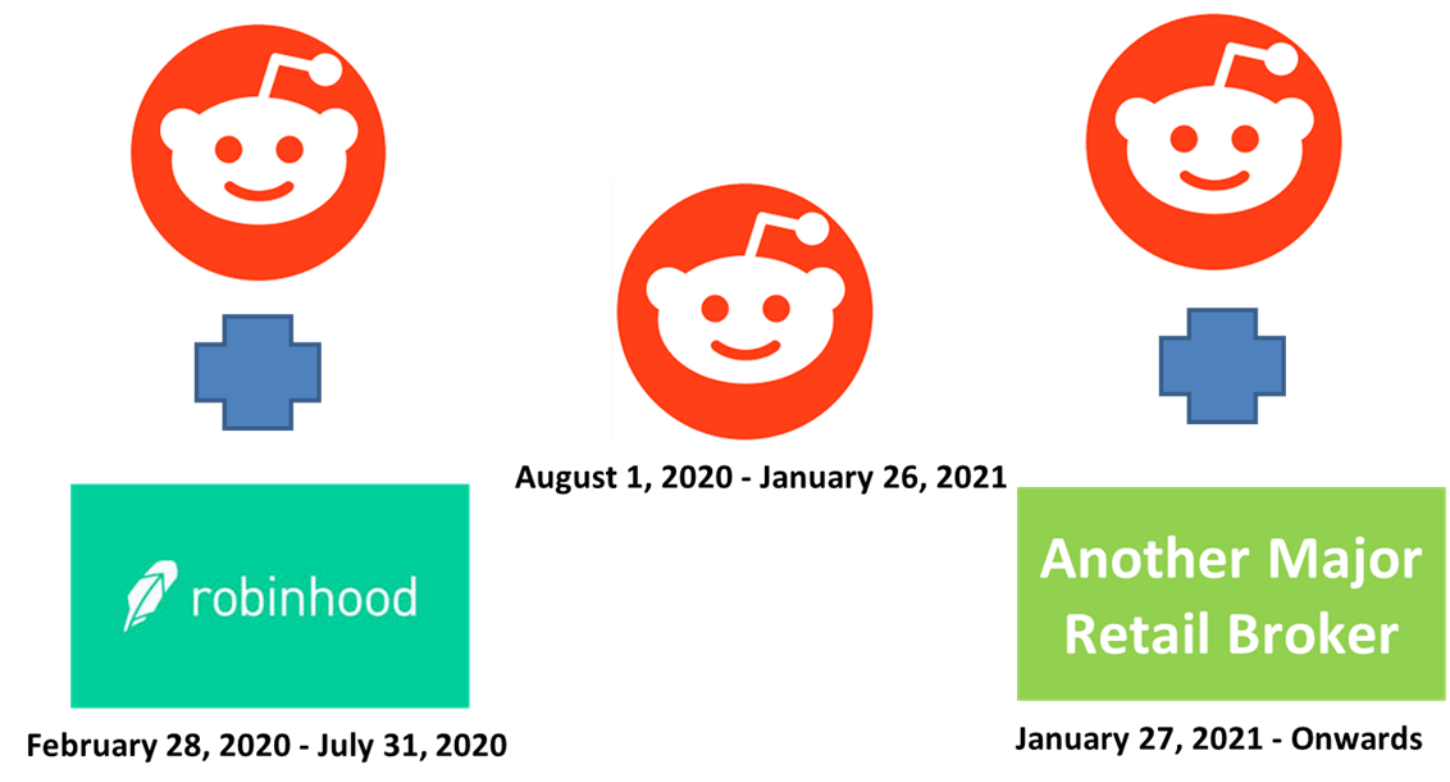 August 1, 2020 - January 26, 2021
robinhood
February 28, 2020 - July 31, 2020
Another Major
Retail Broker
January 27, 2021 - Onwards